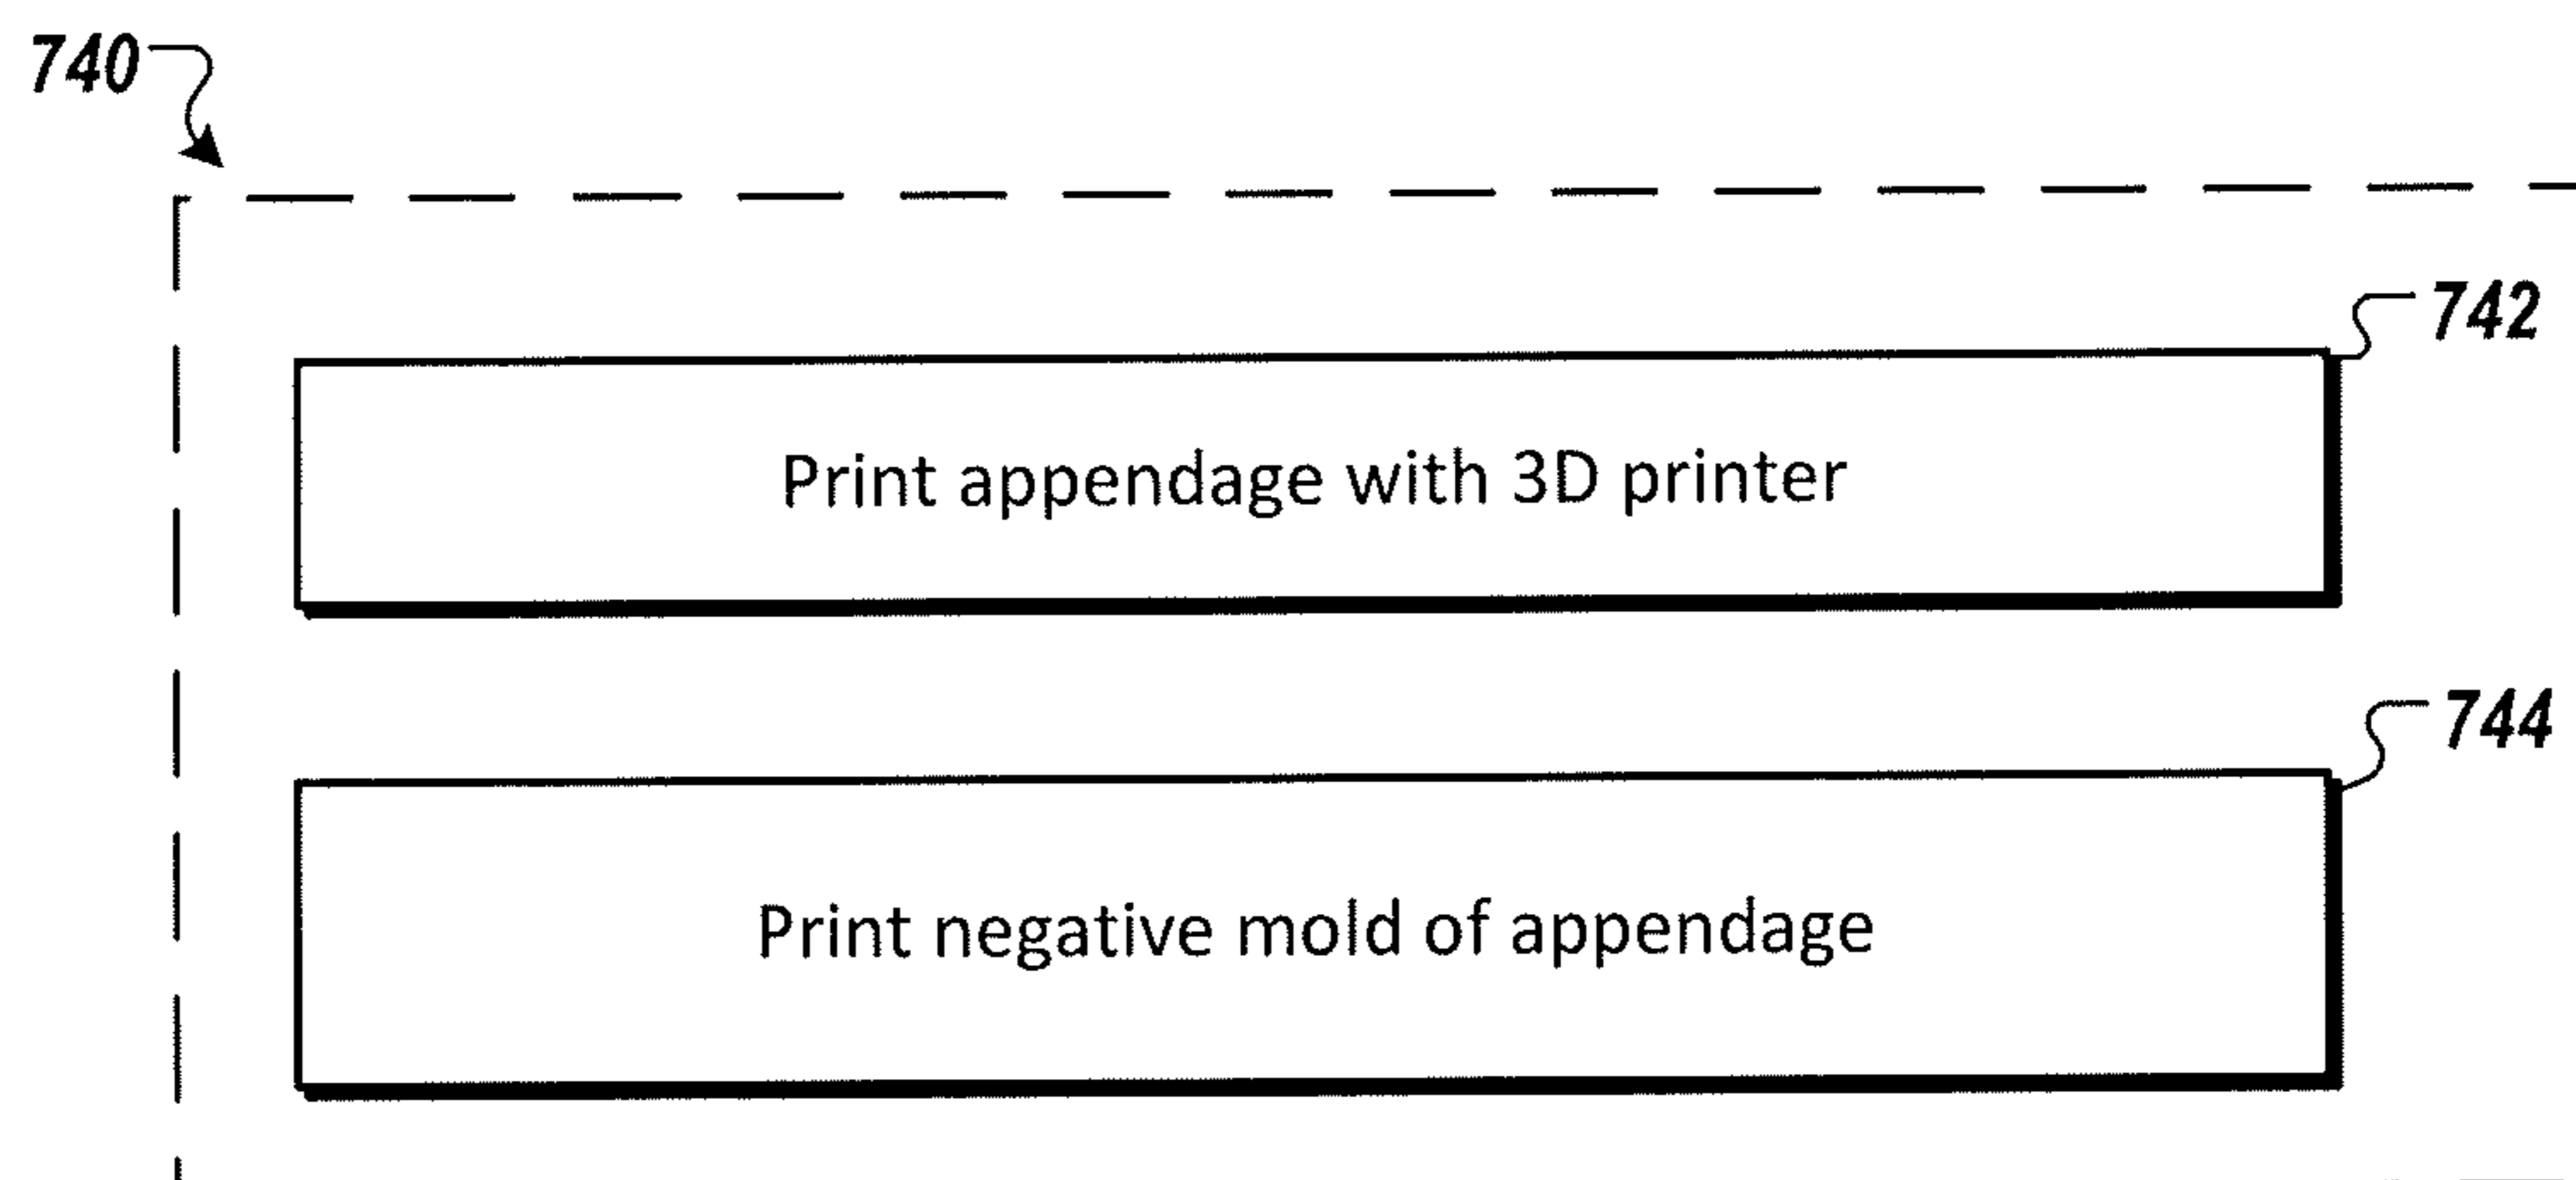 740
742
Print appendage with 3D printer
744
Print negative mold of appendage